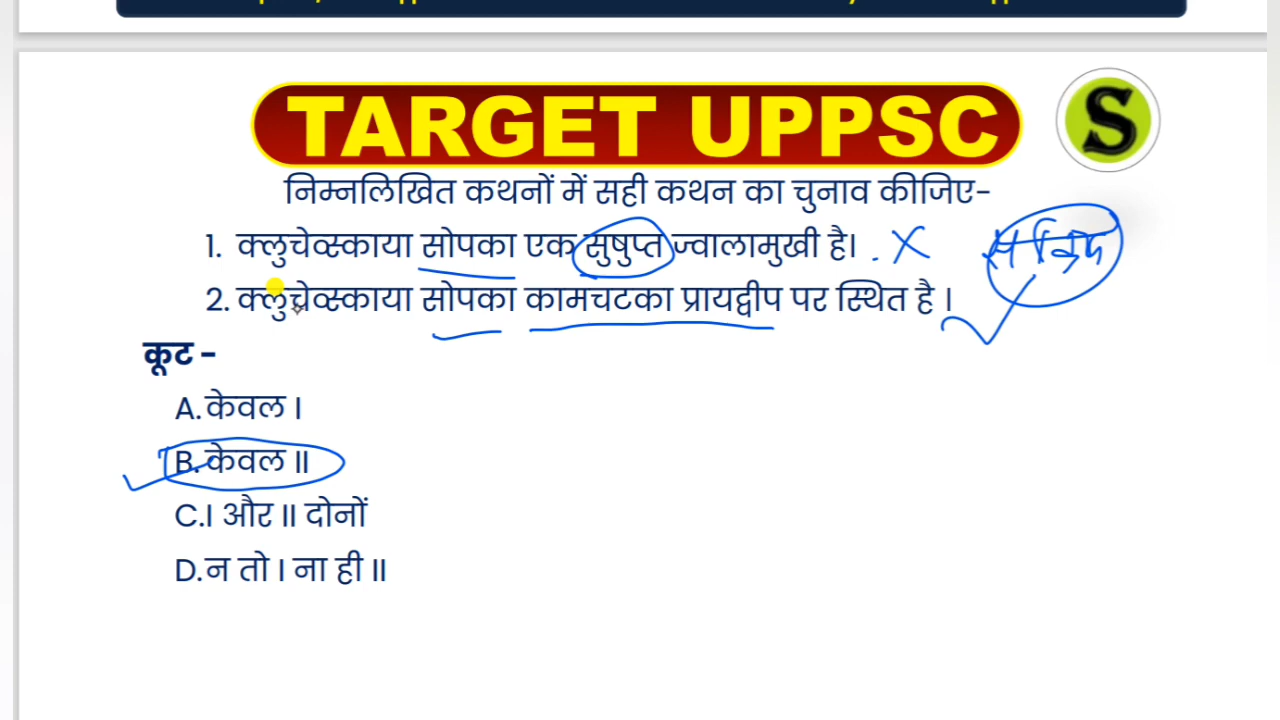 TARGET UPPSC
S
निम्नलिखित कथनों में सही कथन का चुनाव कीजिए-
1. क्लुचेव्स्काया सोपका एक सुषुप्त ज्वालामुखी है।
सक्रिय
2. क्लुचेव्स्काया सोपका कामचटका प्रायद्वीप पर स्थित है ।
कूट -
A. केवल I
B. केवल II
C. I और II दोनों
D. न तो I ना ही II